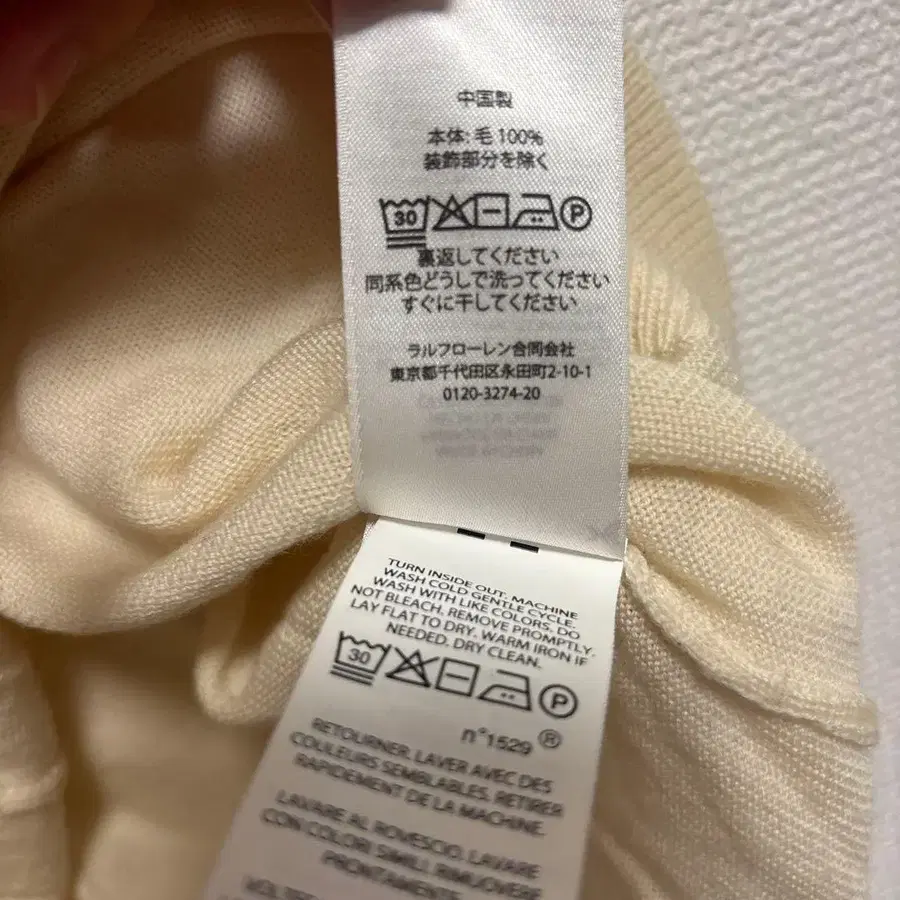 中国製
本体: 毛 100%
装飾部分を除く
30 P
裏返してください
同系色どうしで洗ってください
すぐに干してください
ラルフローレン合同会社
東京都千代田区永田町2-10-1
0120-3274-20
TURN INSIDE OUT. MACHINE
WASH COLD GENTLE CYCLE.
WASH WITH LIKE COLORS. DO
NOT BLEACH. REMOVE PROMPTLY.
LAY FLAT TO DRY. WARM IRON IF
NEEDED. DRY CLEAN.
30 P
n°1529 ®
RETOURNER. LAVER AVEC DES
COULEURS SEMBLABLES. RETIRER
RAPIDEMENT DE LA MACHINE.
LAVARE AL ROVESCIO. LAVARE
CON COLORI SIMILI. RIMUOVERE
PRONTAMENTE.